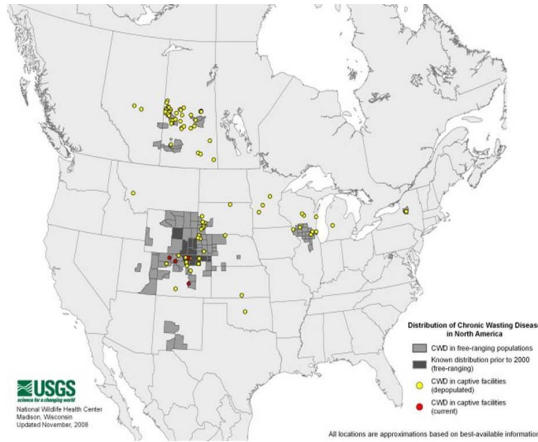 Distribution of Chronic Wasting Disease
in North America
CWD in free-ranging populations
Known distribution prior to 2000
(free-ranging)
CWD in captive facilities
(depopulated)
CWD in captive facilities
(current)
USGS
science for a changing world
National Wildlife Health Center
Madison, Wisconsin
Updated November, 2008
All locations are approximations based on best-available information